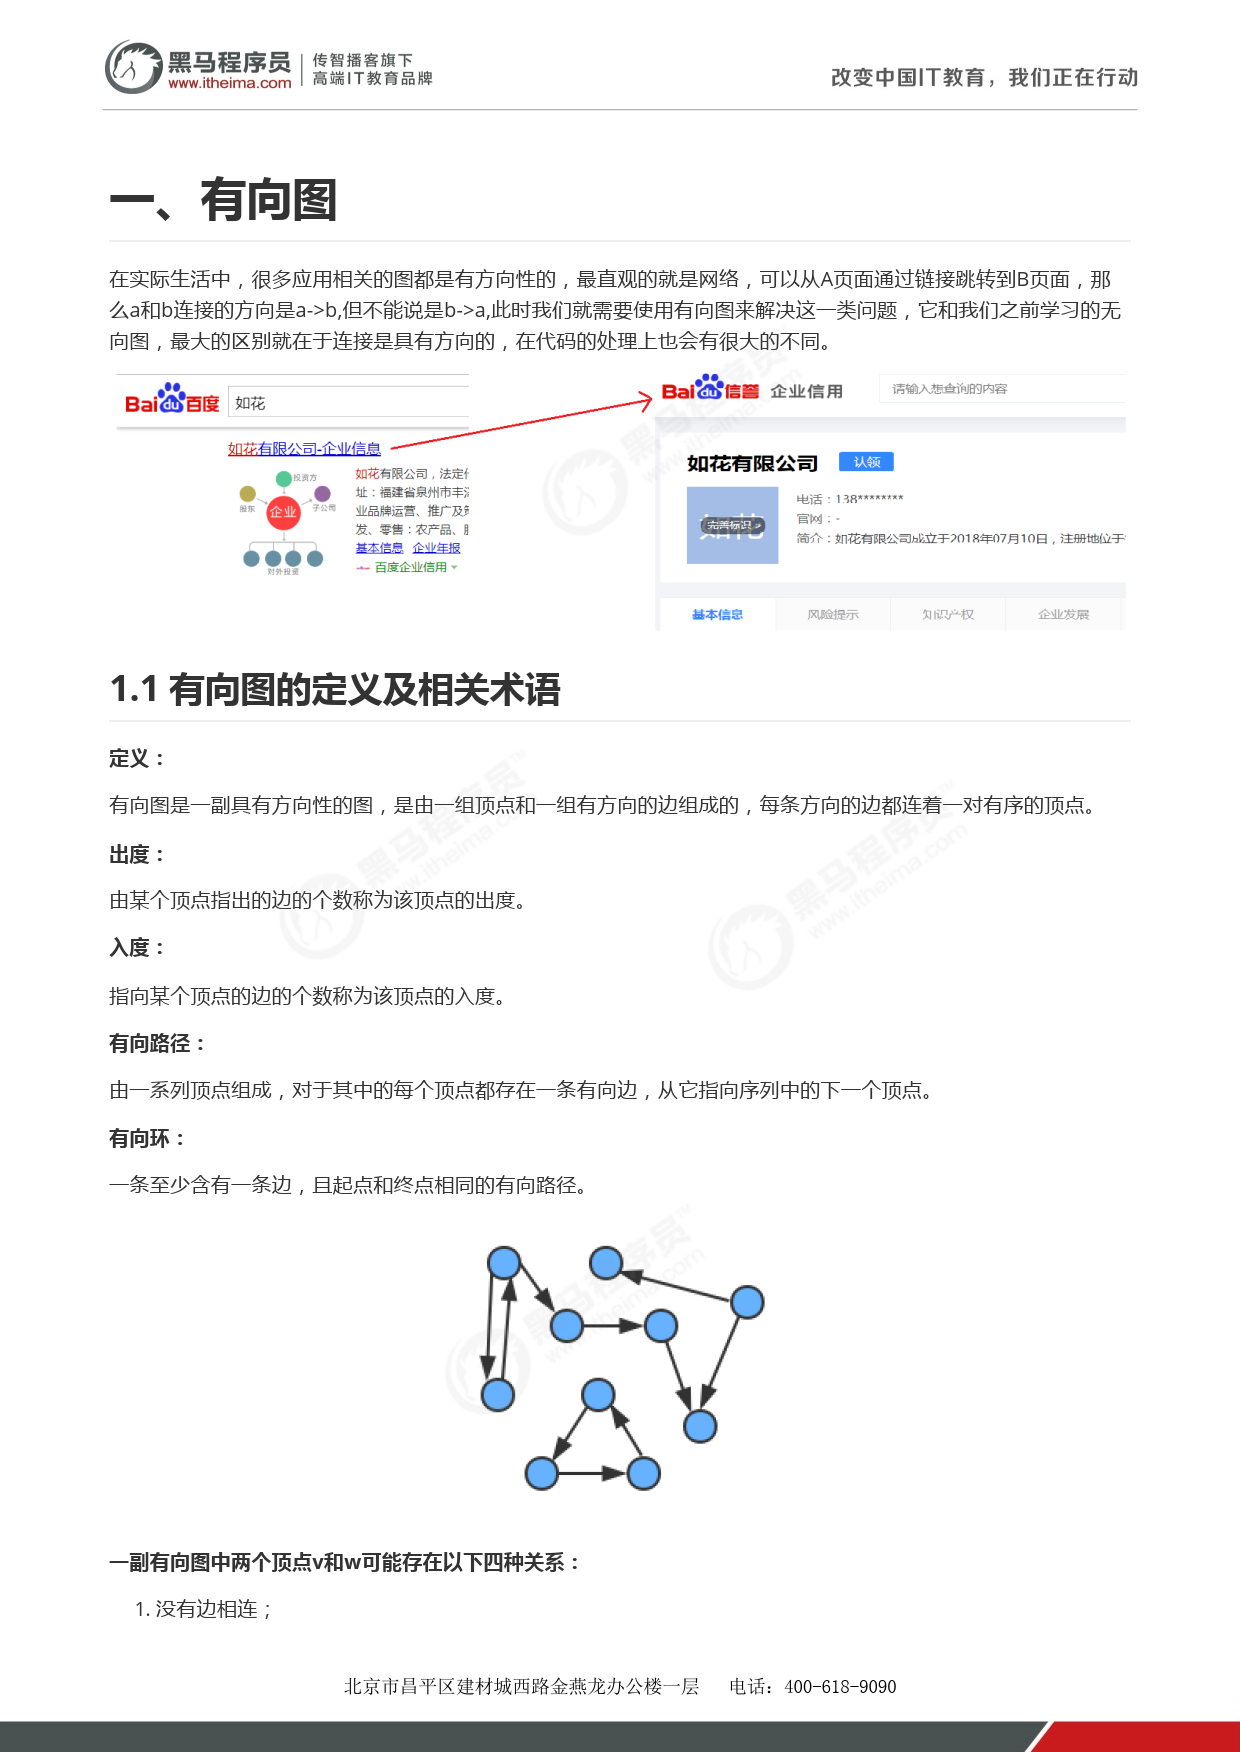 黑马程序员
www.itheima.com
传智播客旗下
高端IT教育品牌
改变中国IT教育，我们正在行动
一、有向图
在实际生活中，很多应用相关的图都是有方向性的，最直观的就是网络，可以从A页面通过链接跳转到B页面，那
么a和b连接的方向是a->b,但不能说是b->a,此时我们就需要使用有向图来解决这一类问题，它和我们之前学习的无
向图，最大的区别就在于连接是具有方向的，在代码的处理上也会有很大的不同。
Bai du 百度
如花
如花有限公司-企业信息
投资方
股东
企业
子公司
对外投资
如花有限公司，法定
址：福建省泉州市丰
业品牌运营、推广及
发、零售：农产品、
基本信息 企业年报
百度企业信用
Bai du 信誉 企业信用
请输入想查询的内容
如花有限公司
认领
完善标识 »
电话：138********
官网：-
简介：如花有限公司成立于2018年07月10日，注册地位于
基本信息 风险提示 知识产权 企业发展
1.1 有向图的定义及相关术语
定义：
有向图是一副具有方向性的图，是由一组顶点和一组有方向的边组成的，每条方向的边都连着一对有序的顶点。
出度：
由某个顶点指出的边的个数称为该顶点的出度。
入度：
指向某个顶点的边的个数称为该顶点的入度。
有向路径：
由一系列顶点组成，对于其中的每个顶点都存在一条有向边，从它指向序列中的下一个顶点。
有向环：
一条至少含有一条边，且起点和终点相同的有向路径。
一副有向图中两个顶点v和w可能存在以下四种关系：
1. 没有边相连；
北京市昌平区建材城西路金燕龙办公楼一层 电话：400-618-9090